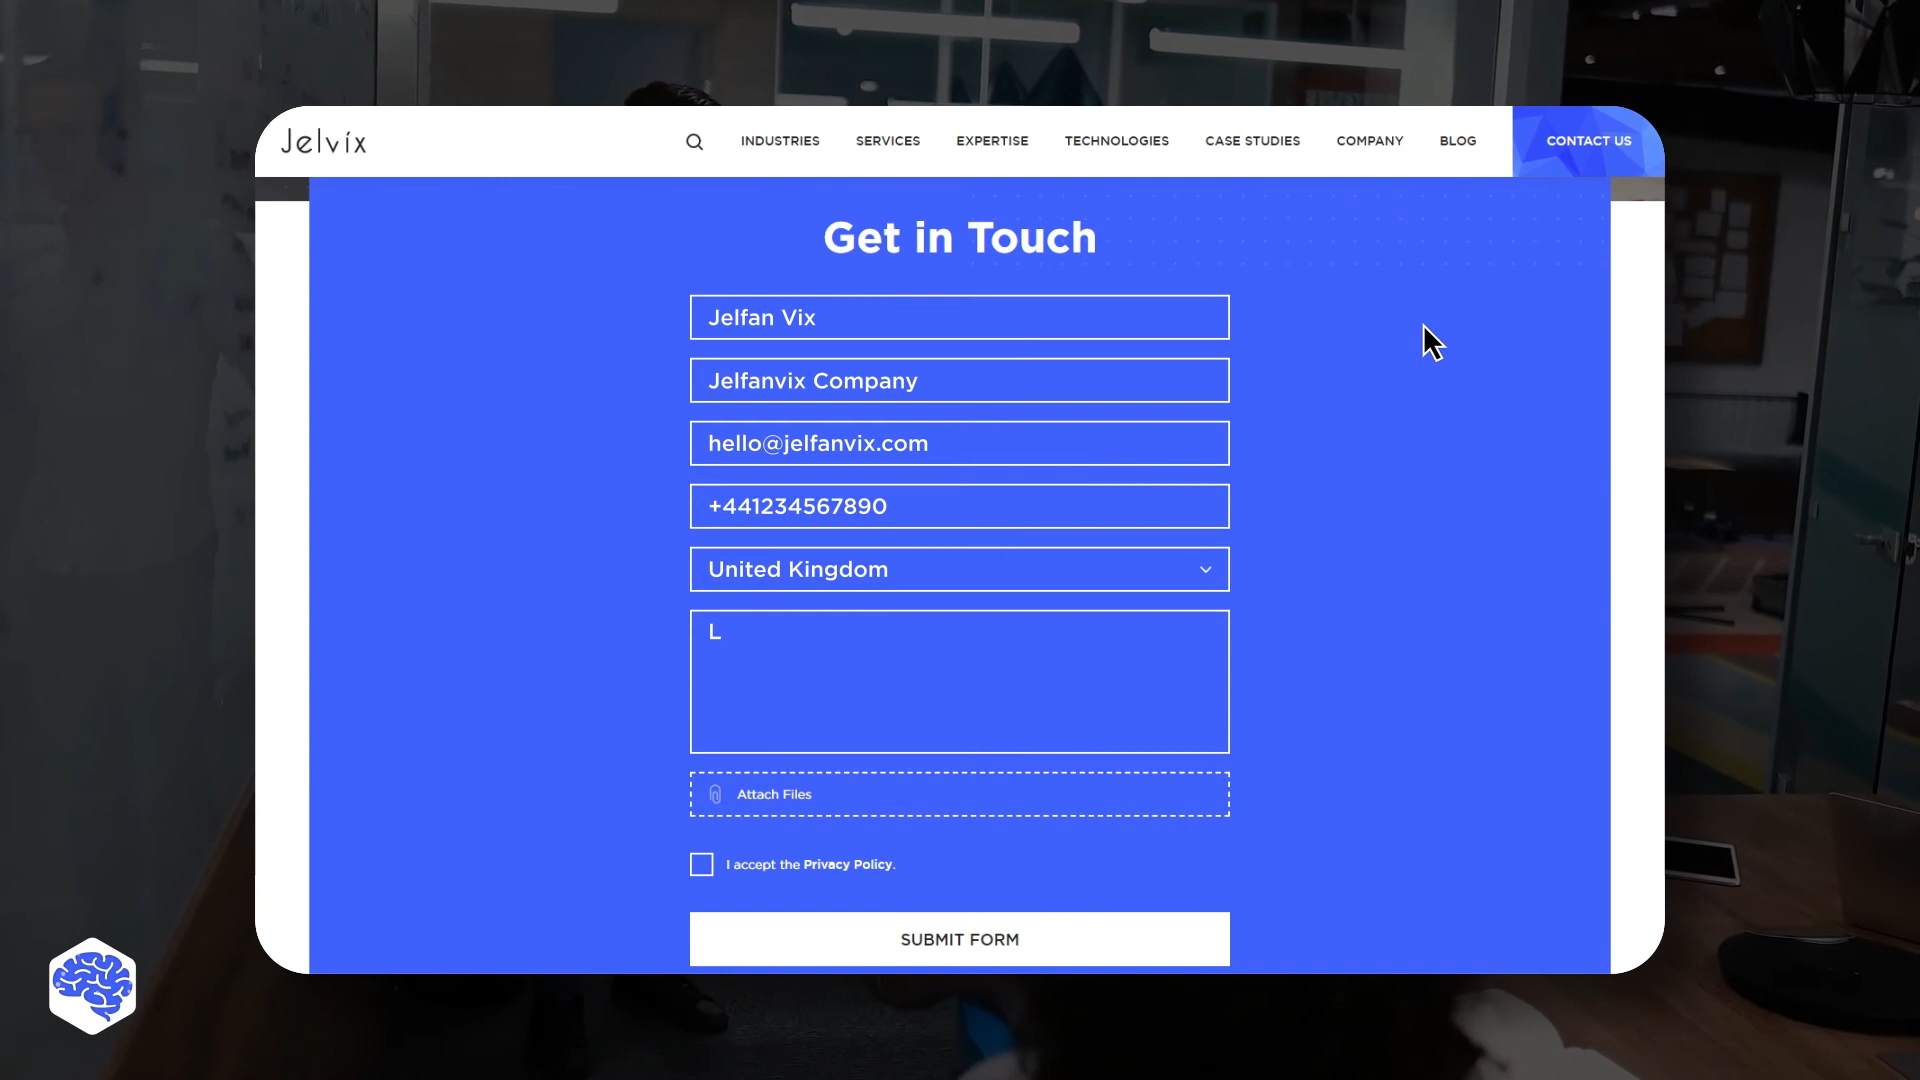 Jelvix
INDUSTRIES SERVICES EXPERTISE TECHNOLOGIES CASE STUDIES COMPANY BLOG CONTACT US
Get in Touch
Jelfan Vix
Jelfanvix Company
hello@jelfanvix.com
+441234567890
United Kingdom
L
Attach Files
I accept the Privacy Policy.
SUBMIT FORM